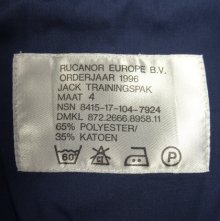 RUCANOR EUROPE B.V.
ORDERJAAR 1996
JACK TRAININGSPAK
MAAT 4
NSN 8415-17-104-7924
DMKL 872.2666.8958.11
65% POLYESTER/
35% KATOEN
60